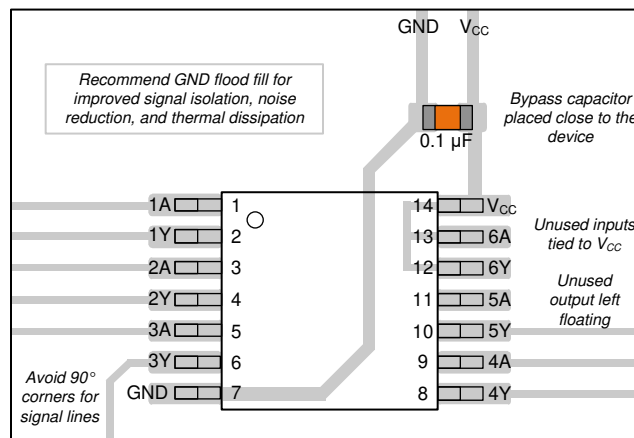 GND VCC
Recommend GND flood fill for
improved signal isolation, noise
reduction, and thermal dissipation
Bypass capacitor
placed close to the
device
0.1 µF
1A 1 14 VCC
1Y 2 13 6A
2A 3 12 6Y
2Y 4 11 5A
3A 5 10 5Y
3Y 6 9 4A
GND 7 8 4Y
Unused inputs
tied to VCC
Unused
output left
floating
Avoid 90°
corners for
signal lines